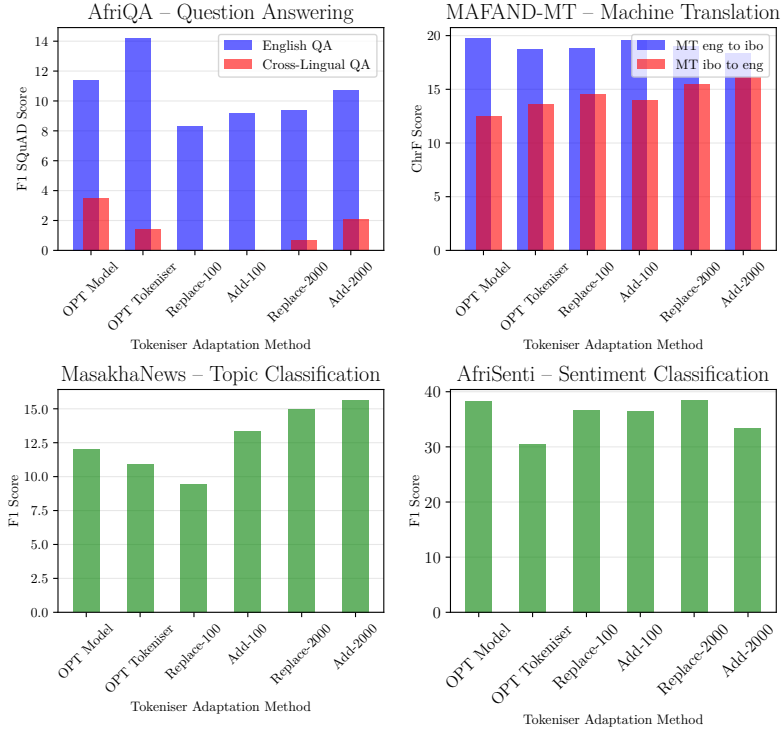 AfriQA – Question Answering
14
12
10
8
6
4
2
0
F1 SQuAD Score
English QA
Cross-Lingual QA
OPT Model
OPT Tokeniser
Replace-100
Add-100
Replace-2000
Add-2000
Tokeniser Adaptation Method
MAFAND-MT – Machine Translation
20
15
10
5
0
ChrF Score
MT eng to ibo
MT ibo to eng
OPT Model
OPT Tokeniser
Replace-100
Add-100
Replace-2000
Add-2000
Tokeniser Adaptation Method
MasakhaNews – Topic Classification
15.0
12.5
10.0
7.5
5.0
2.5
0.0
F1 Score
OPT Model
OPT Tokeniser
Replace-100
Add-100
Replace-2000
Add-2000
Tokeniser Adaptation Method
AfriSenti – Sentiment Classification
40
30
20
10
0
F1 Score
OPT Model
OPT Tokeniser
Replace-100
Add-100
Replace-2000
Add-2000
Tokeniser Adaptation Method